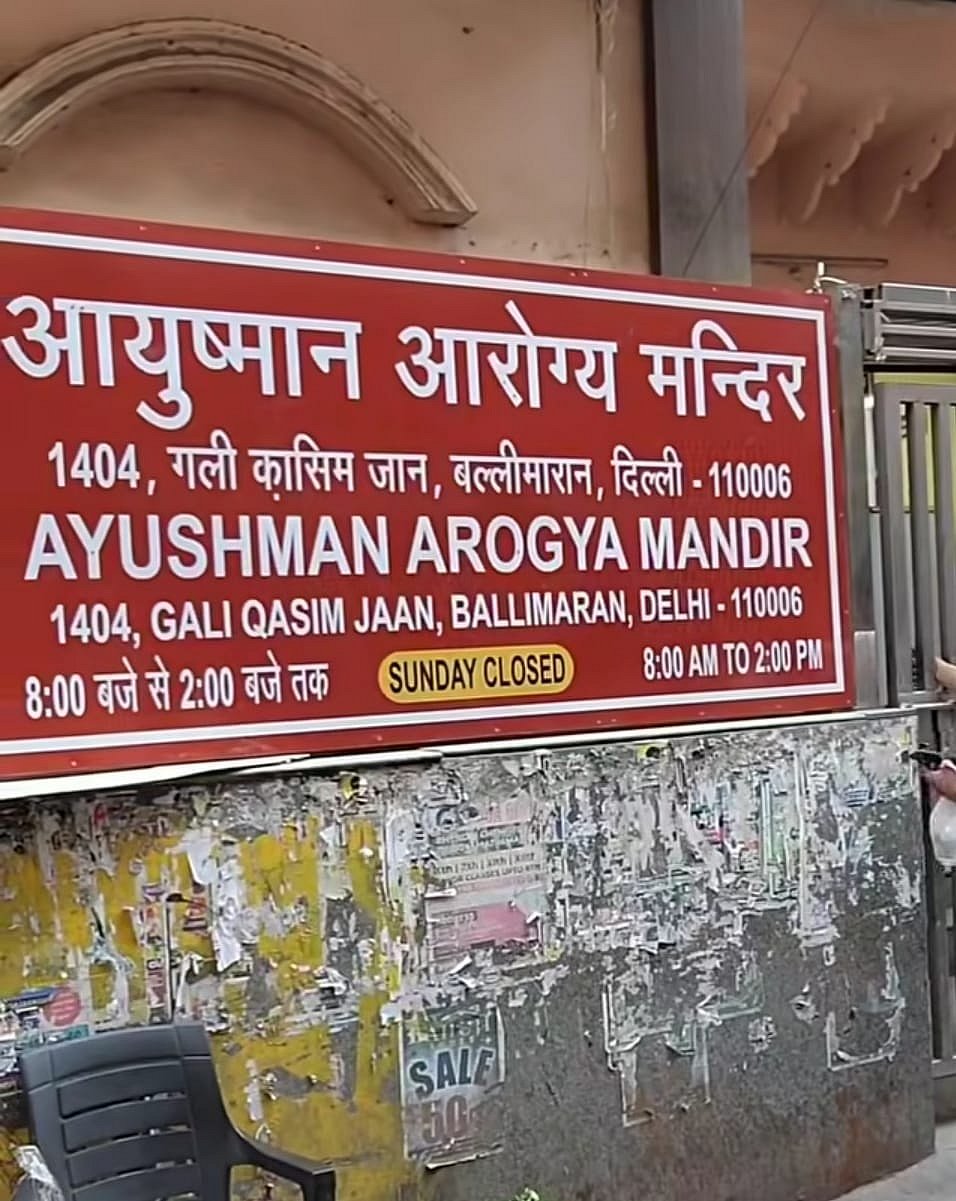 आयुष्मान आरोग्य मन्दिर
1404, गली क़ासिम जान, बल्लीमारान, दिल्ली - 110006
AYUSHMAN AROGYA MANDIR
1404, GALI QASIM JAAN, BALLIMARAN, DELHI - 110006
8:00 बजे से 2:00 बजे तक SUNDAY CLOSED 8:00 AM TO 2:00 PM
SALE
50